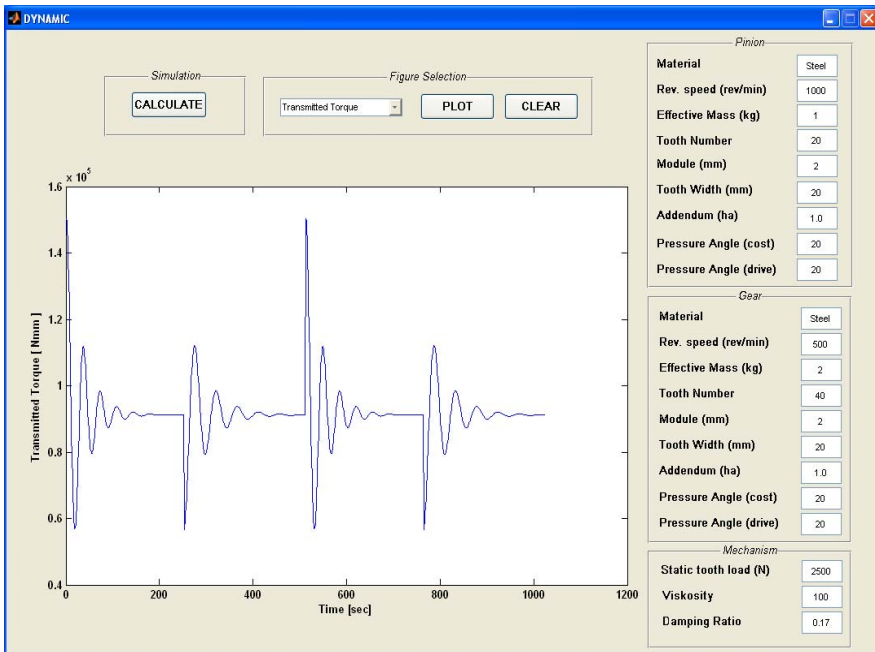 DYNAMIC
Simulation
CALCULATE
Figure Selection
Transmitted Torque
PLOT
CLEAR
x 10^5
1.6
1.4
1.2
1
0.8
0.6
0.4
Transmitted Torque [ Nmm ]
0 200 400 600 800 1000 1200
Time [sec]
Pinion
Material Steel
Rev. speed (rev/min) 1000
Effective Mass (kg) 1
Tooth Number 20
Module (mm) 2
Tooth Width (mm) 20
Addendum (ha) 1.0
Pressure Angle (cost) 20
Pressure Angle (drive) 20
Gear
Material Steel
Rev. speed (rev/min) 500
Effective Mass (kg) 2
Tooth Number 40
Module (mm) 2
Tooth Width (mm) 20
Addendum (ha) 1.0
Pressure Angle (cost) 20
Pressure Angle (drive) 20
Mechanism
Static tooth load (N) 2500
Viskosity 100
Damping Ratio 0.17